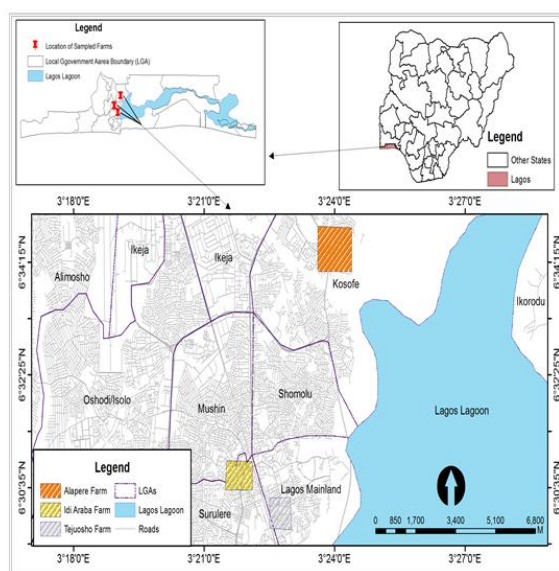 Legend
Location of Sampled Farms
Local Ggovernment Aarea Boundary (LGA)
Lagos Lagoon
Legend
Other States
Lagos
3°18'0"E 3°21'0"E 3°24'0"E 3°27'0"E
6°34'15"N
6°34'15"N
Ikeja
Ikeja
Alimosho
Kosofe
Ikorodu
6°32'25"N
6°32'25"N
Oshodi/Isolo
Mushin
Shomolu
Lagos Lagoon
6°30'35"N
6°30'35"N
Legend
Alapere Farm
LGAs
Idi Araba Farm
Lagos Lagoon
Tejuosho Farm
Roads
Surulere
Lagos Mainland
0 850 1,700 3,400 5,100 6,800
M
3°18'0"E 3°21'0"E 3°24'0"E 3°27'0"E